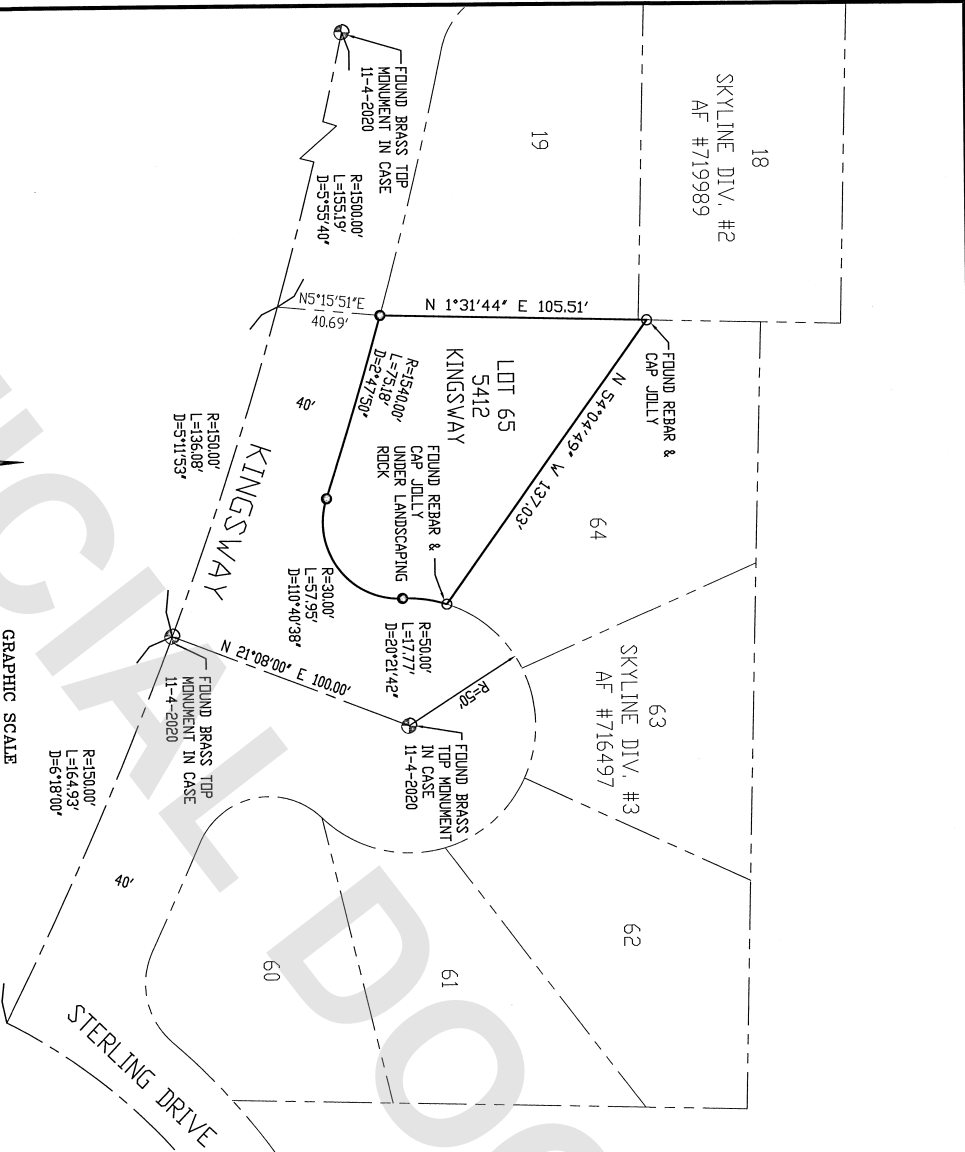 18
SKYLINE DIV. #2
AF #719989
19
FOUND BRASS TOP
MONUMENT IN CASE
11-4-2020
R=1500.00'
L=155.19'
D=5°55'40"
N5°15'51"E
40.69'
N 1°31'44" E 105.51'
FOUND REBAR &
CAP JOLLY
LOT 65
5412
KINGSWAY
N 54°04'49" W 137.03'
R=1540.00'
L=75.18'
D=2°47'50"
40'
FOUND REBAR &
CAP JOLLY
UNDER LANDSCAPING
ROCK
64
R=150.00'
L=136.08'
D=5°11'53"
KINGSWAY
R=30.00'
L=57.95'
D=110°40'38"
R=50.00'
L=17.77'
D=20°21'42"
N 21°08'00" E 100.00'
R=50'
63
SKYLINE DIV. #3
AF #716497
FOUND BRASS TOP
MONUMENT IN CASE
11-4-2020
FOUND BRASS
TOP MONUMENT
IN CASE
11-4-2020
GRAPHIC SCALE
R=150.00'
L=164.93'
D=6°18'00"
40'
62
61
60
STERLING DRIVE
CIAL DOC